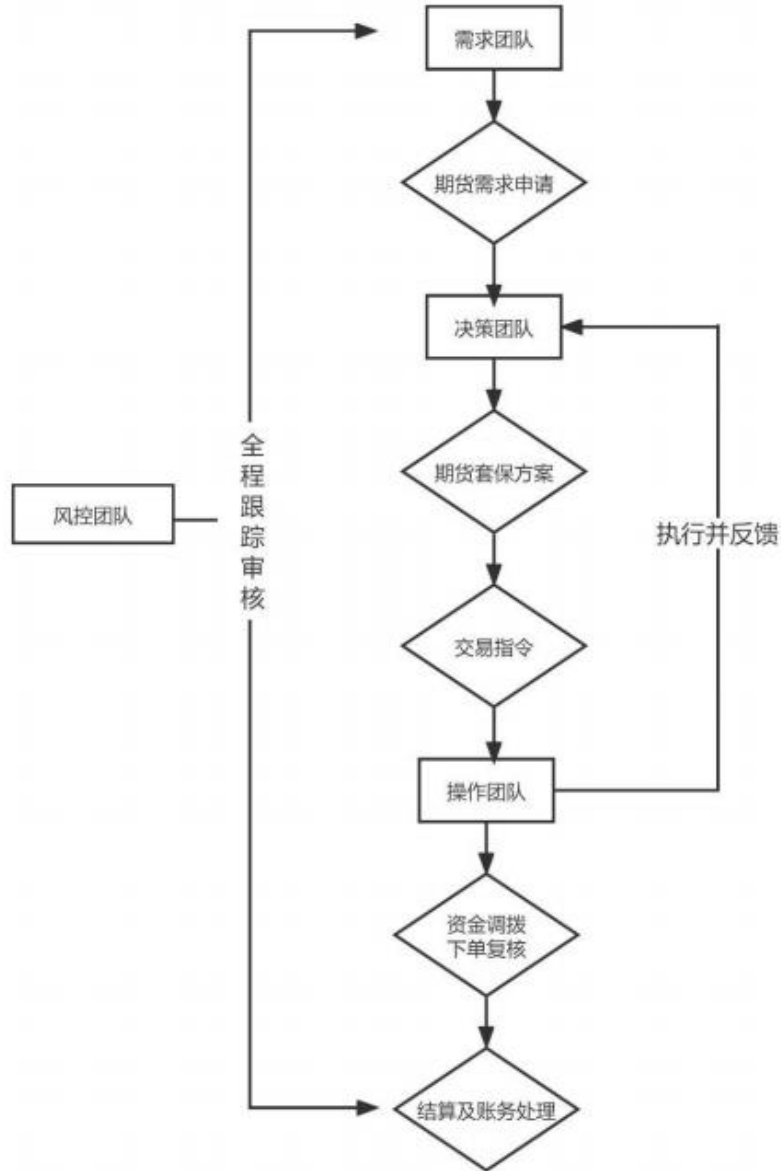 需求团队
期货需求申请
决策团队
期货套保方案
全程跟踪审核
风控团队
执行并反馈
交易指令
操作团队
资金调拨
下单复核
结算及账务处理